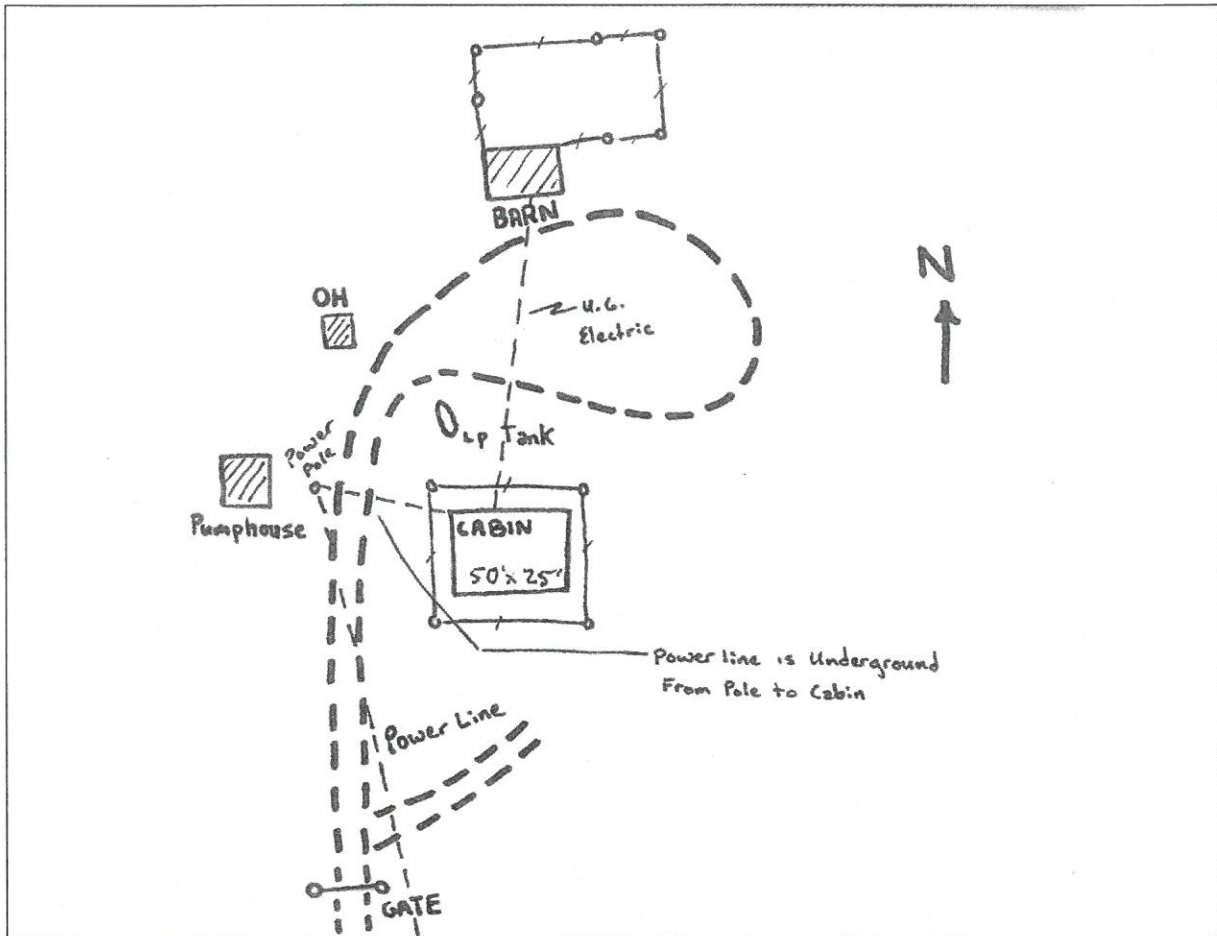 BARN
N
OH
U.G.
Electric
LP Tank
Power
Pole
Pumphouse
CABIN
50'x 25'
Power line is Underground
From Pole to Cabin
Power Line
GATE